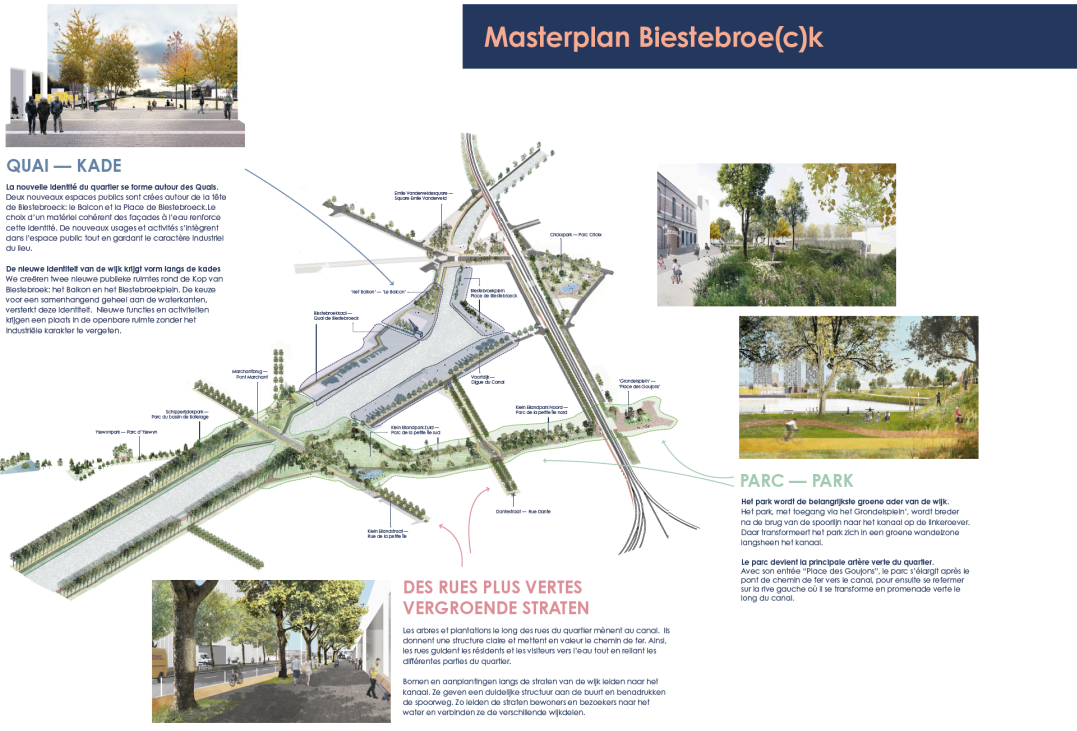 Masterplan Biestebroe(c)k
QUAI — KADE
La nouvelle identité du quartier se forme autour des Quais.
Deux nouveaux espaces publics sont crées autour de la tête
de Biestebroeck: le Balcon et la Place de Biestebroeck.Le
choix d'un matériel cohérent des façades à l'eau renforce
cette identité. De nouveaux usages et activités s'intègrent
dans l'espace public tout en gardant le caractère industriel
du lieu.
De nieuwe identiteit van de wijk krijgt vorm langs de kades
We creëren twee nieuwe publieke ruimtes rond de Kop van
Biestebroek: het Balkon en het Biestebroekplein. De keuze
voor een samenhangend geheel aan de waterkanten,
versterkt deze identiteit. Nieuwe functies en activiteiten
krijgen een plaats in de openbare ruimte zonder het
industriële karakter te vergeten.
Emile Vanderveldesquare —
Square Emile Vanderveld
Crickxpark — Parc Crickx
'Het Balkon' — 'Le Balcon'
Biestebroekplein
Place de Biestebroeck
Biestebroekkaai —
Quai de Biestebroeck
Marchantbrug —
Pont Marchant
Vaartdijk —
Digue du Canal
'Grondelsplein' —
'Place des Goujons'
Schipperijdokpark —
Parc du bassin de Batelage
Klein Eilandpark Noord —
Parc de la petite île nord
Klein Eilandpark Zuid —
Parc de la petite île sud
Ysewynpark — Parc d'Ysewyn
Dantestraat — Rue Dante
Klein Eilandstraat —
Rue de la Petite Île
PARC — PARK
Het park wordt de belangrijkste groene ader van de wijk.
Het park, met toegang via het Grondelsplein', wordt breder
na de brug van de spoorlijn naar het kanaal op de linkeroever.
Daar transformeert het park zich in een groene wandelzone
langsheen het kanaal.
Le parc devient la principale artère verte du quartier.
Avec son entrée "Place des Goujons", le parc s'élargit après le
pont de chemin de fer vers le canal, pour ensuite se refermer
sur la rive gauche où il se transforme en promenade verte le
long du canal.
DES RUES PLUS VERTES
VERGROENDE STRATEN
Les arbres et plantations le long des rues du quartier mènent au canal. Ils
donnent une structure claire et mettent en valeur le chemin de fer. Ainsi,
les rues guident les résidents et les visiteurs vers l'eau tout en reliant les
différentes parties du quartier.
Bomen en aanplantingen langs de straten van de wijk leiden naar het
kanaal. Ze geven een duidelijke structuur aan de buurt en benadrukken
de spoorweg. Zo leiden de straten bewoners en bezoekers naar het
water en verbinden ze de verschillende wijkdelen.